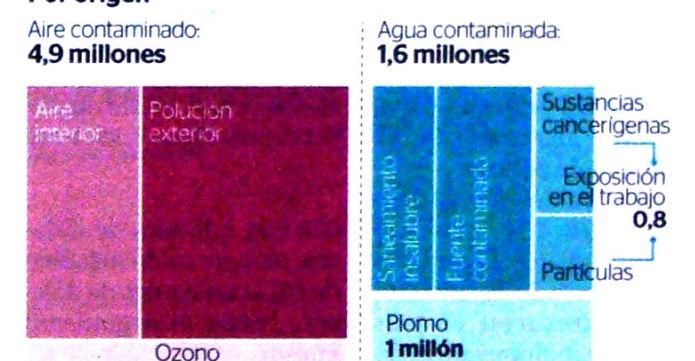 Por origen
Aire contaminado:
4,9 millones
Aire
interior
Polución
exterior
Ozono
Agua contaminada:
1,6 millones
Saneamiento
insalubre
Fuente
contaminada
Sustancias
cancerígenas
Exposición
en el trabajo
0,8
Partículas
Plomo
1 millón